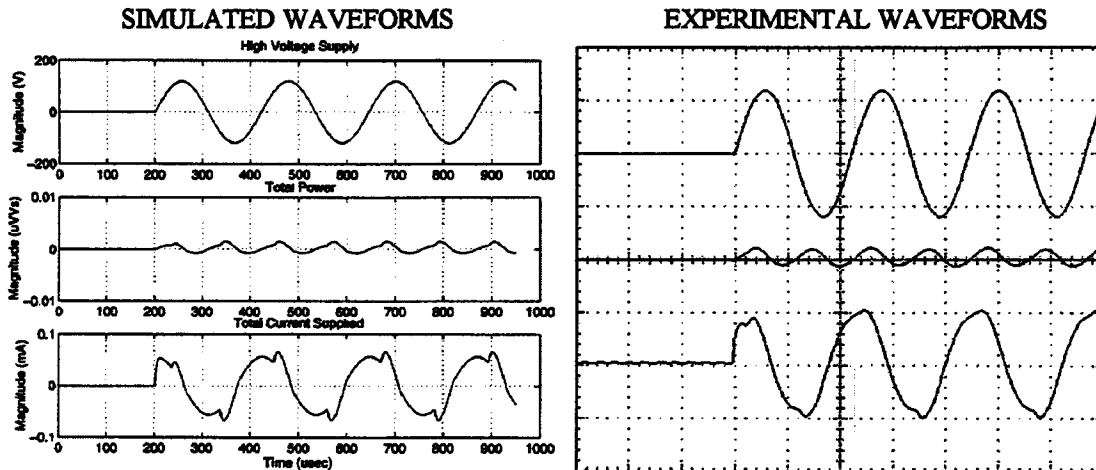 SIMULATED WAVEFORMS
High Voltage Supply
Magnitude (V)
200
0
-200
0 100 200 300 400 500 600 700 800 900 1000
Total Power
Magnitude (uVVs)
0.01
0
-0.01
0 100 200 300 400 500 600 700 800 900 1000
Total Current Supplied
Magnitude (mA)
0.1
0
-0.1
0 100 200 300 400 500 600 700 800 900 1000
Time (usec)
EXPERIMENTAL WAVEFORMS